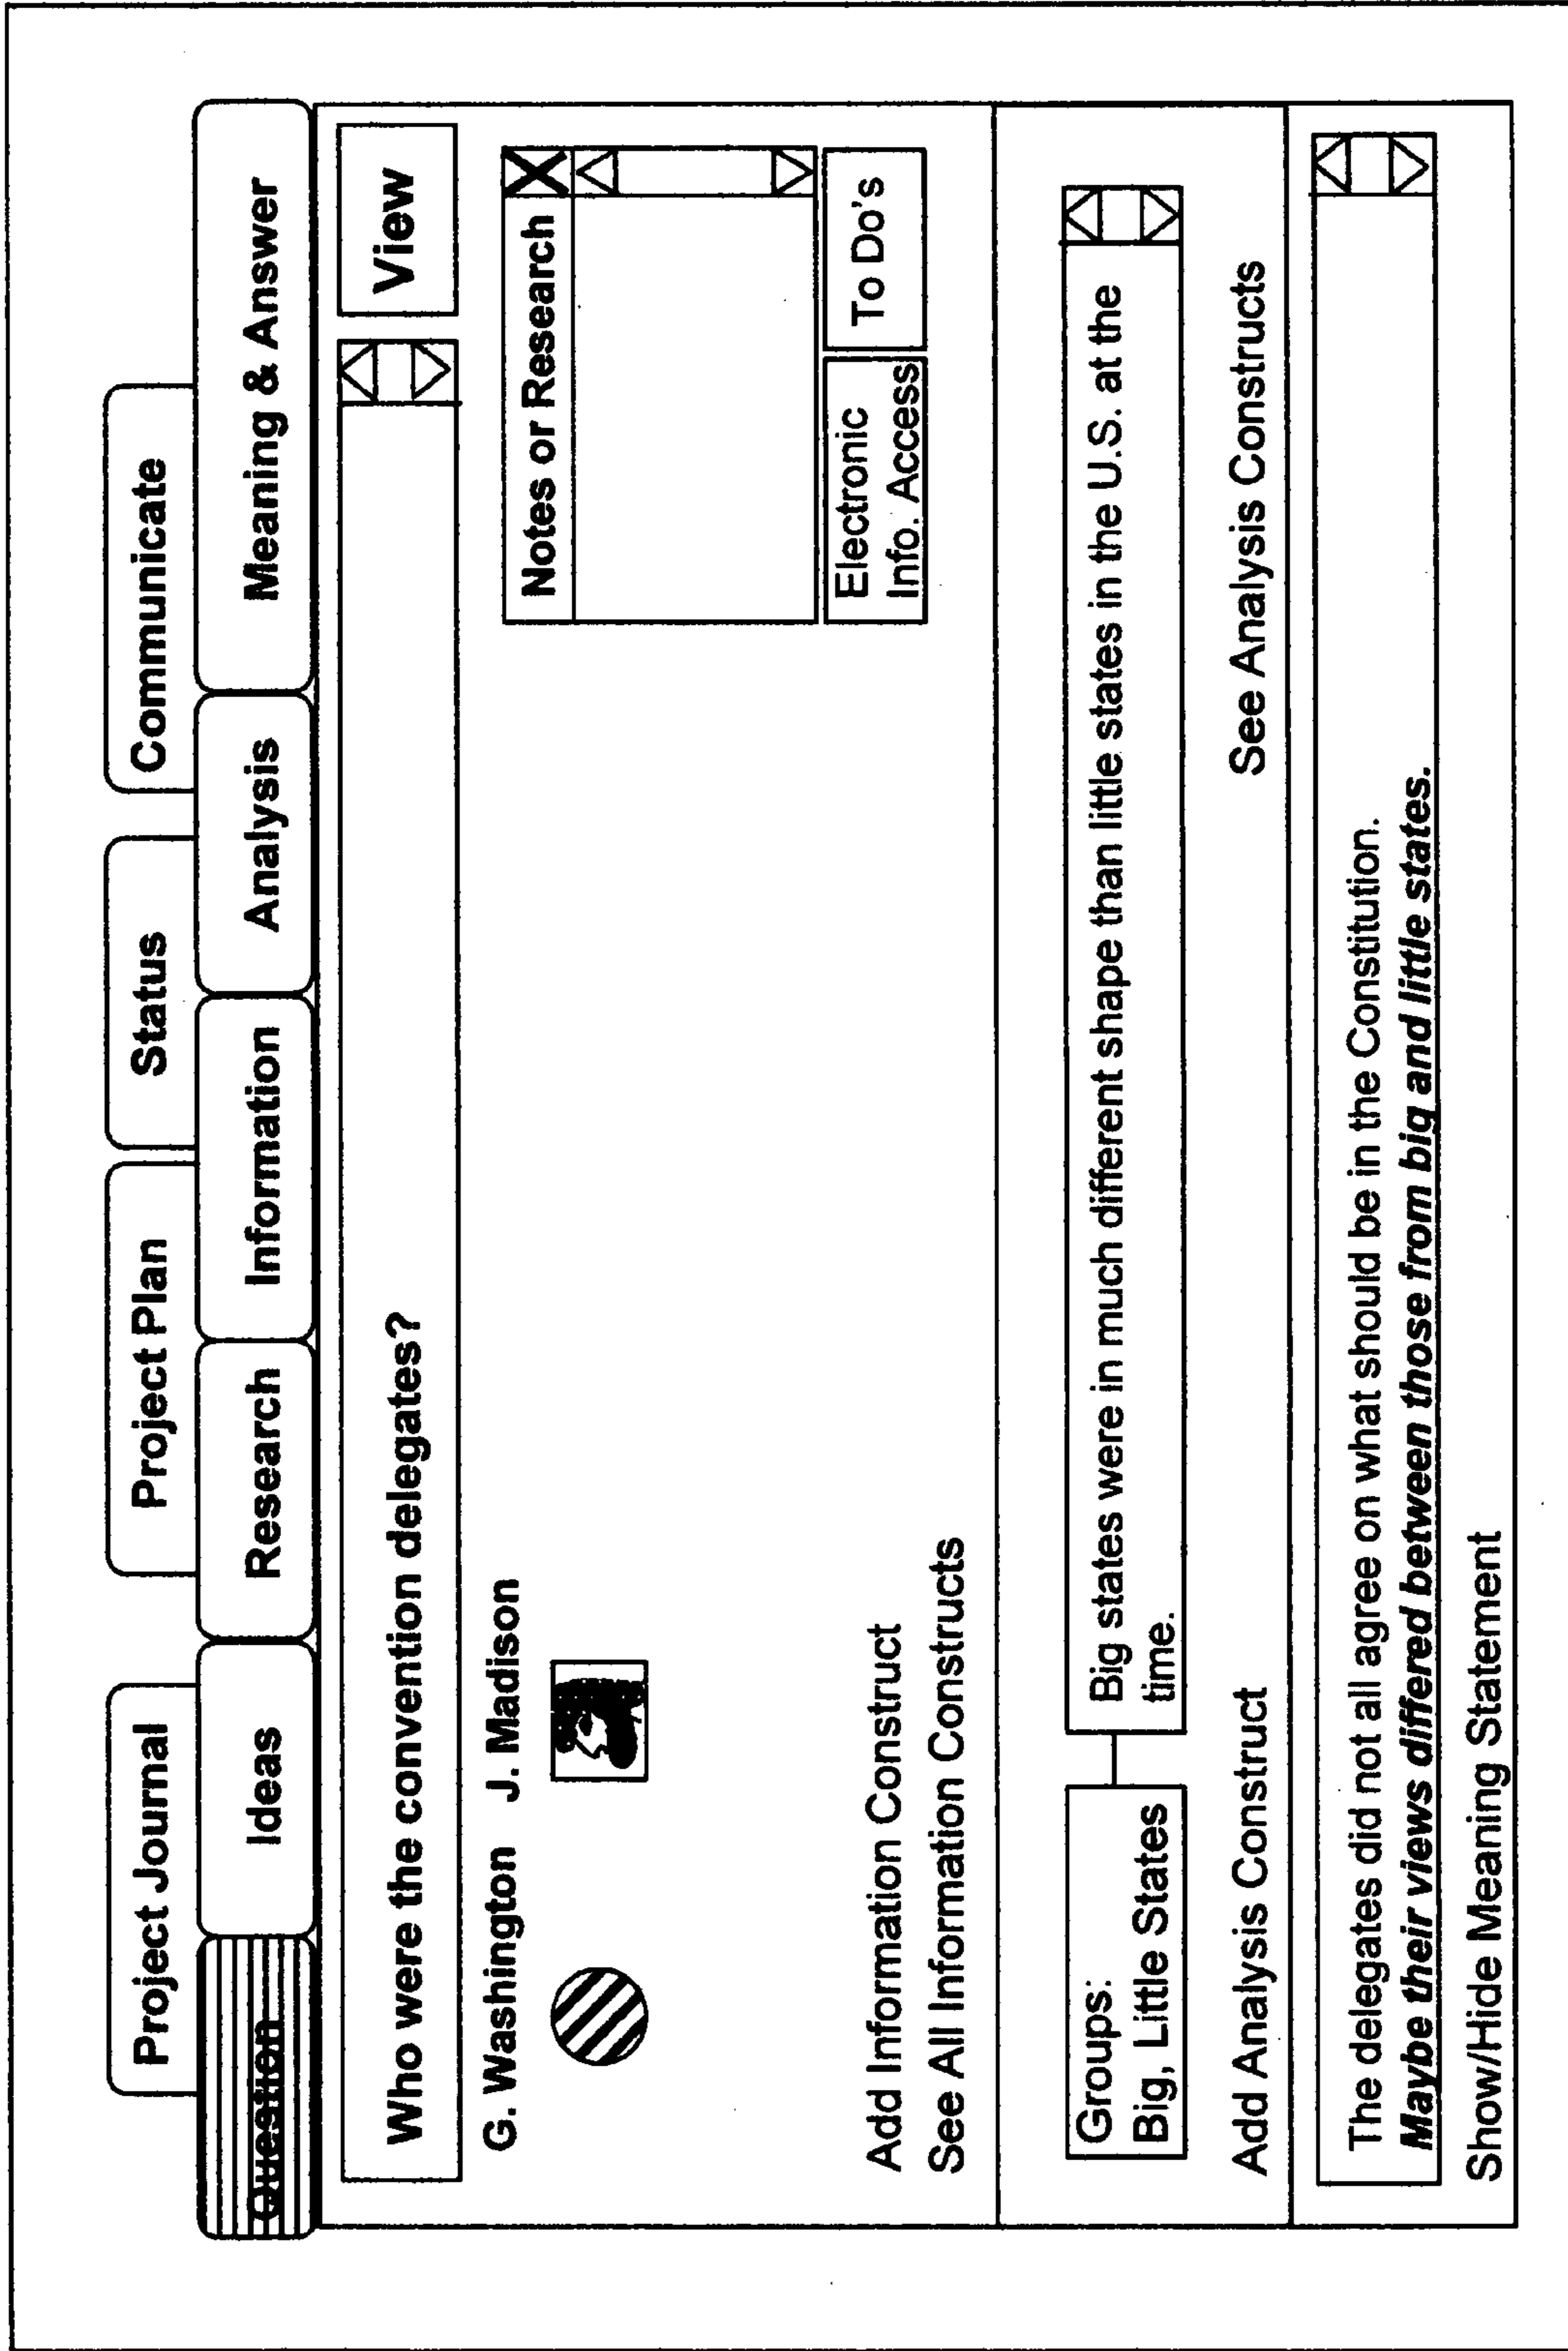 Project Journal Project Plan Status Communicate
Question Ideas Research Information Analysis Meaning & Answer
Who were the convention delegates?
View
G. Washington J. Madison
Notes or Research
Electronic
Info. Access
To Do's
Add Information Construct
See All Information Constructs
Groups:
Big, Little States
Big states were in much different shape than little states in the U.S. at the
time.
Add Analysis Construct See Analysis Constructs
The delegates did not all agree on what should be in the Constitution.
Maybe their views differed between those from big and little states.
Show/Hide Meaning Statement